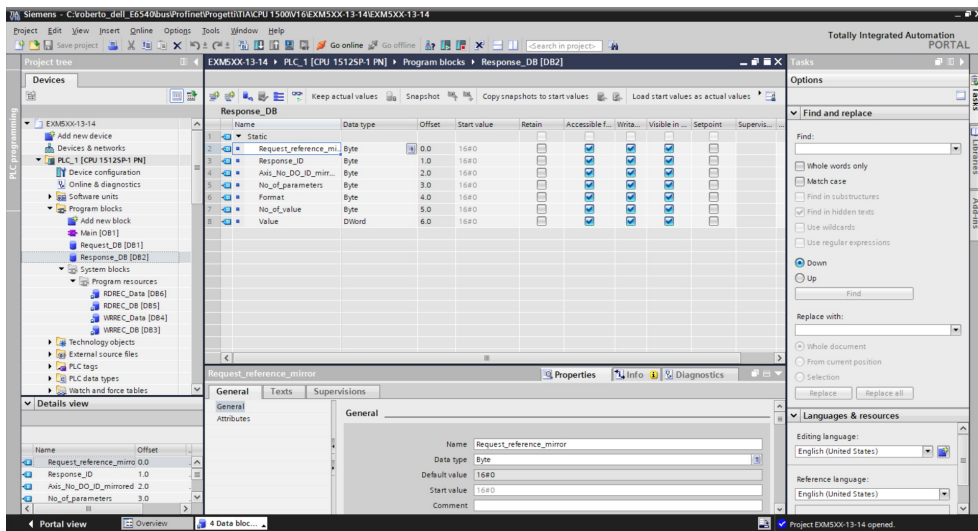 Siemens - C:\roberto_dell_E6540\bus\Profinet\Progetti\TIA\CPU 1500\V16\EXM5XX-13-14\EXM5XX-13-14
Project Edit View Insert Online Options Tools Window Help
Totally Integrated Automation
PORTAL
Save project Go online Go offline <Search in project>
Project tree
EXM5XX-13-14 PLC_1 [CPU 1512SP-1 PN] Program blocks Response_DB [DB2]
Tasks
Devices
Options
Keep actual values Snapshot Copy snapshots to start values Load start values as actual values
PLC programming
Tasks
Libraries
Add-ins
EXM5XX-13-14
Add new device
Devices & networks
PLC_1 [CPU 1512SP-1 PN]
Device configuration
Online & diagnostics
Software units
Program blocks
Add new block
Main [OB1]
Request_DB [DB1]
Response_DB [DB2]
System blocks
Program resources
RDREC_Data [DB6]
RDREC_DB [DB5]
WRREC_Data [DB4]
WRREC_DB [DB3]
Technology objects
External source files
PLC tags
PLC data types
Watch and force tables
Response_DB
Name Data type Offset Start value Retain Accessible f... Writa... Visible in ... Setpoint Supervis...
1 Static
2 Request_reference_mi... Byte 0.0 16#0
3 Response_ID Byte 1.0 16#0
4 Axis_No_DO_ID_mirr... Byte 2.0 16#0
5 No_of_parameters Byte 3.0 16#0
6 Format Byte 4.0 16#0
7 No_of_value Byte 5.0 16#0
8 Value DWord 6.0 16#0
Find and replace
Find:
Whole words only
Match case
Find in substructures
Find in hidden texts
Use wildcards
Use regular expressions
Down
Up
Find
Replace with:
Whole document
From current position
Selection
Replace Replace all
Languages & resources
Editing language:
English (United States)
Reference language:
English (United States)
Details view
Name Offset
Request_reference_mirro 0.0
Response_ID 1.0
Axis_No_DO_ID_mirrored 2.0
No_of_parameters 3.0
Request_reference_mirror
Properties Info Diagnostics
General Texts Supervisions
General
Attributes
General
Name Request_reference_mirror
Data type Byte
Default value 16#0
Start value 16#0
Comment
Portal view Overview 4 Data bloc... Project EXM5XX-13-14 opened.